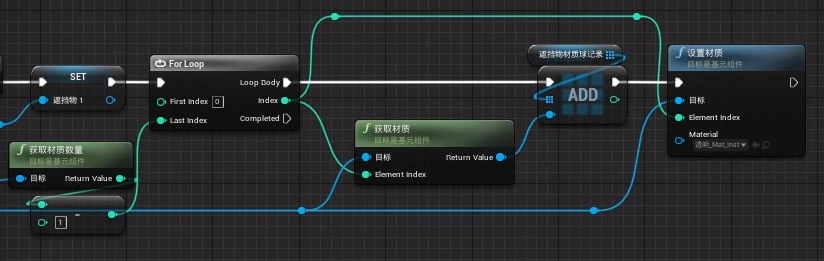 SET
遮挡物 1
获取材质数量
目标是基元组件
目标
Return Value
-
1
For Loop
Loop Body
First Index
0
Index
Last Index
Completed
获取材质
目标是基元组件
目标
Return Value
Element Index
遮挡物材质球记录
ADD
设置材质
目标是基元组件
目标
Element Index
Material
透明_Mat_Inst